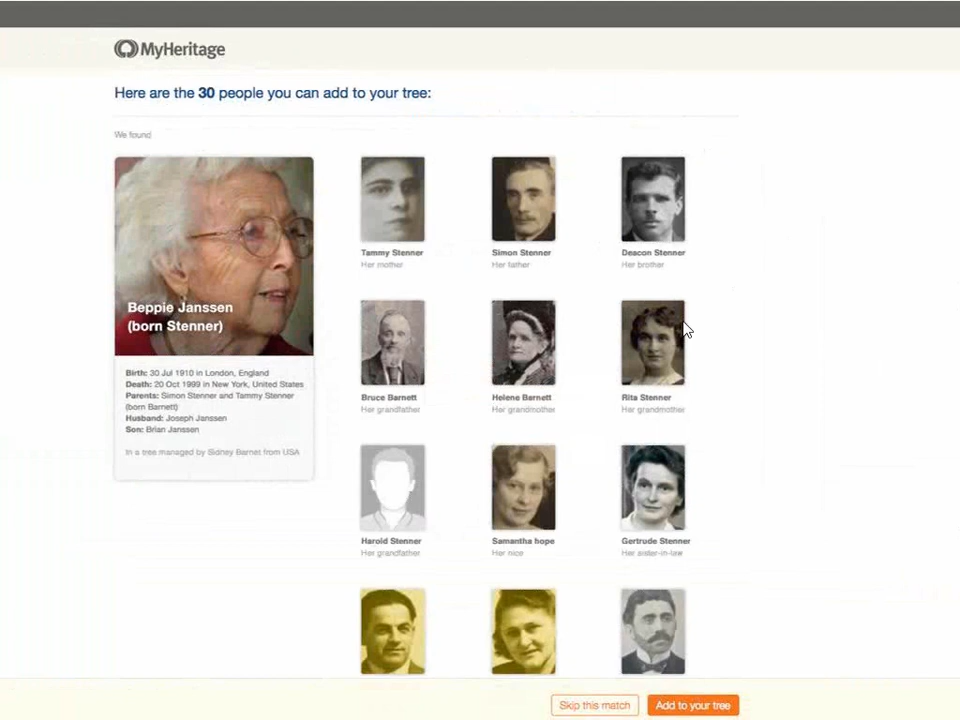 MyHeritage
Here are the 30 people you can add to your tree:
We found
Beppie Janssen
(born Stenner)
Birth: 30 Jul 1910 in London, England
Death: 20 Oct 1999 in New York, United States
Parents: Simon Stenner and Tammy Stenner
(born Barnett)
Husband: Joseph Janssen
Son: Brian Janssen
In a tree managed by Sidney Barnet from USA
Tammy Stenner
Her mother
Simon Stenner
Her father
Deacon Stenner
Her brother
Bruce Barnett
Her grandfather
Helene Barnett
Her grandmother
Rita Stenner
Her grandmother
Harold Stenner
Her grandfather
Samantha hope
Her nice
Gertrude Stenner
Her sister-in-law
Skip this match
Add to your tree